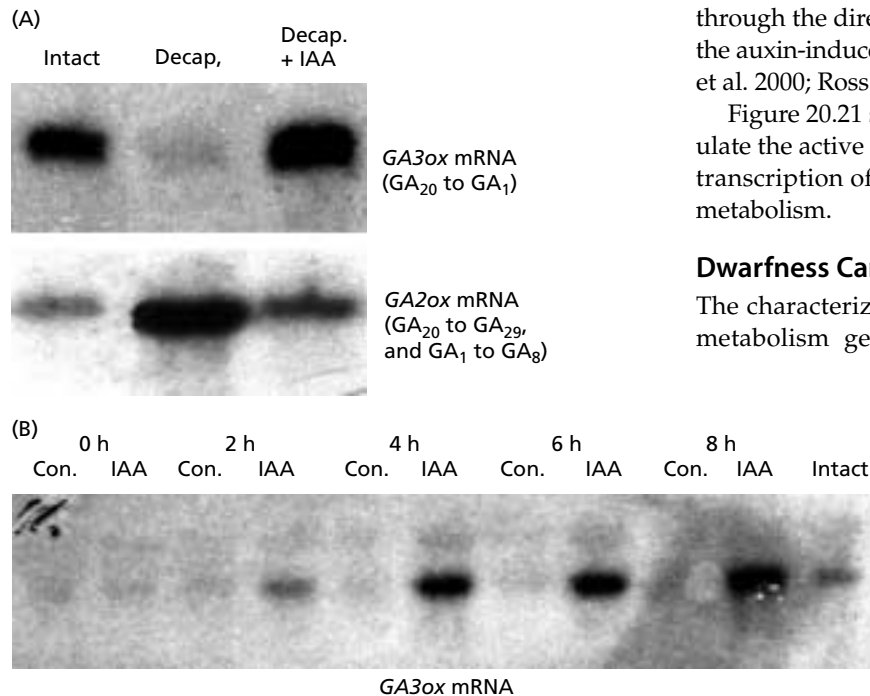 (A)
Intact Decap, Decap. + IAA
GA3ox mRNA
(GA₂₀ to GA₁)
GA2ox mRNA
(GA₂₀ to GA₂₉,
and GA₁ to GA₈)
through the dire
the auxin-induce
et al. 2000; Ross
Figure 20.21 s
ulate the active
transcription of
metabolism.
Dwarfness Car
The characteriz
metabolism ge
(B)
0 h 2 h 4 h 6 h 8 h
Con. IAA Con. IAA Con. IAA Con. IAA Con. IAA Intact
GA3ox mRNA